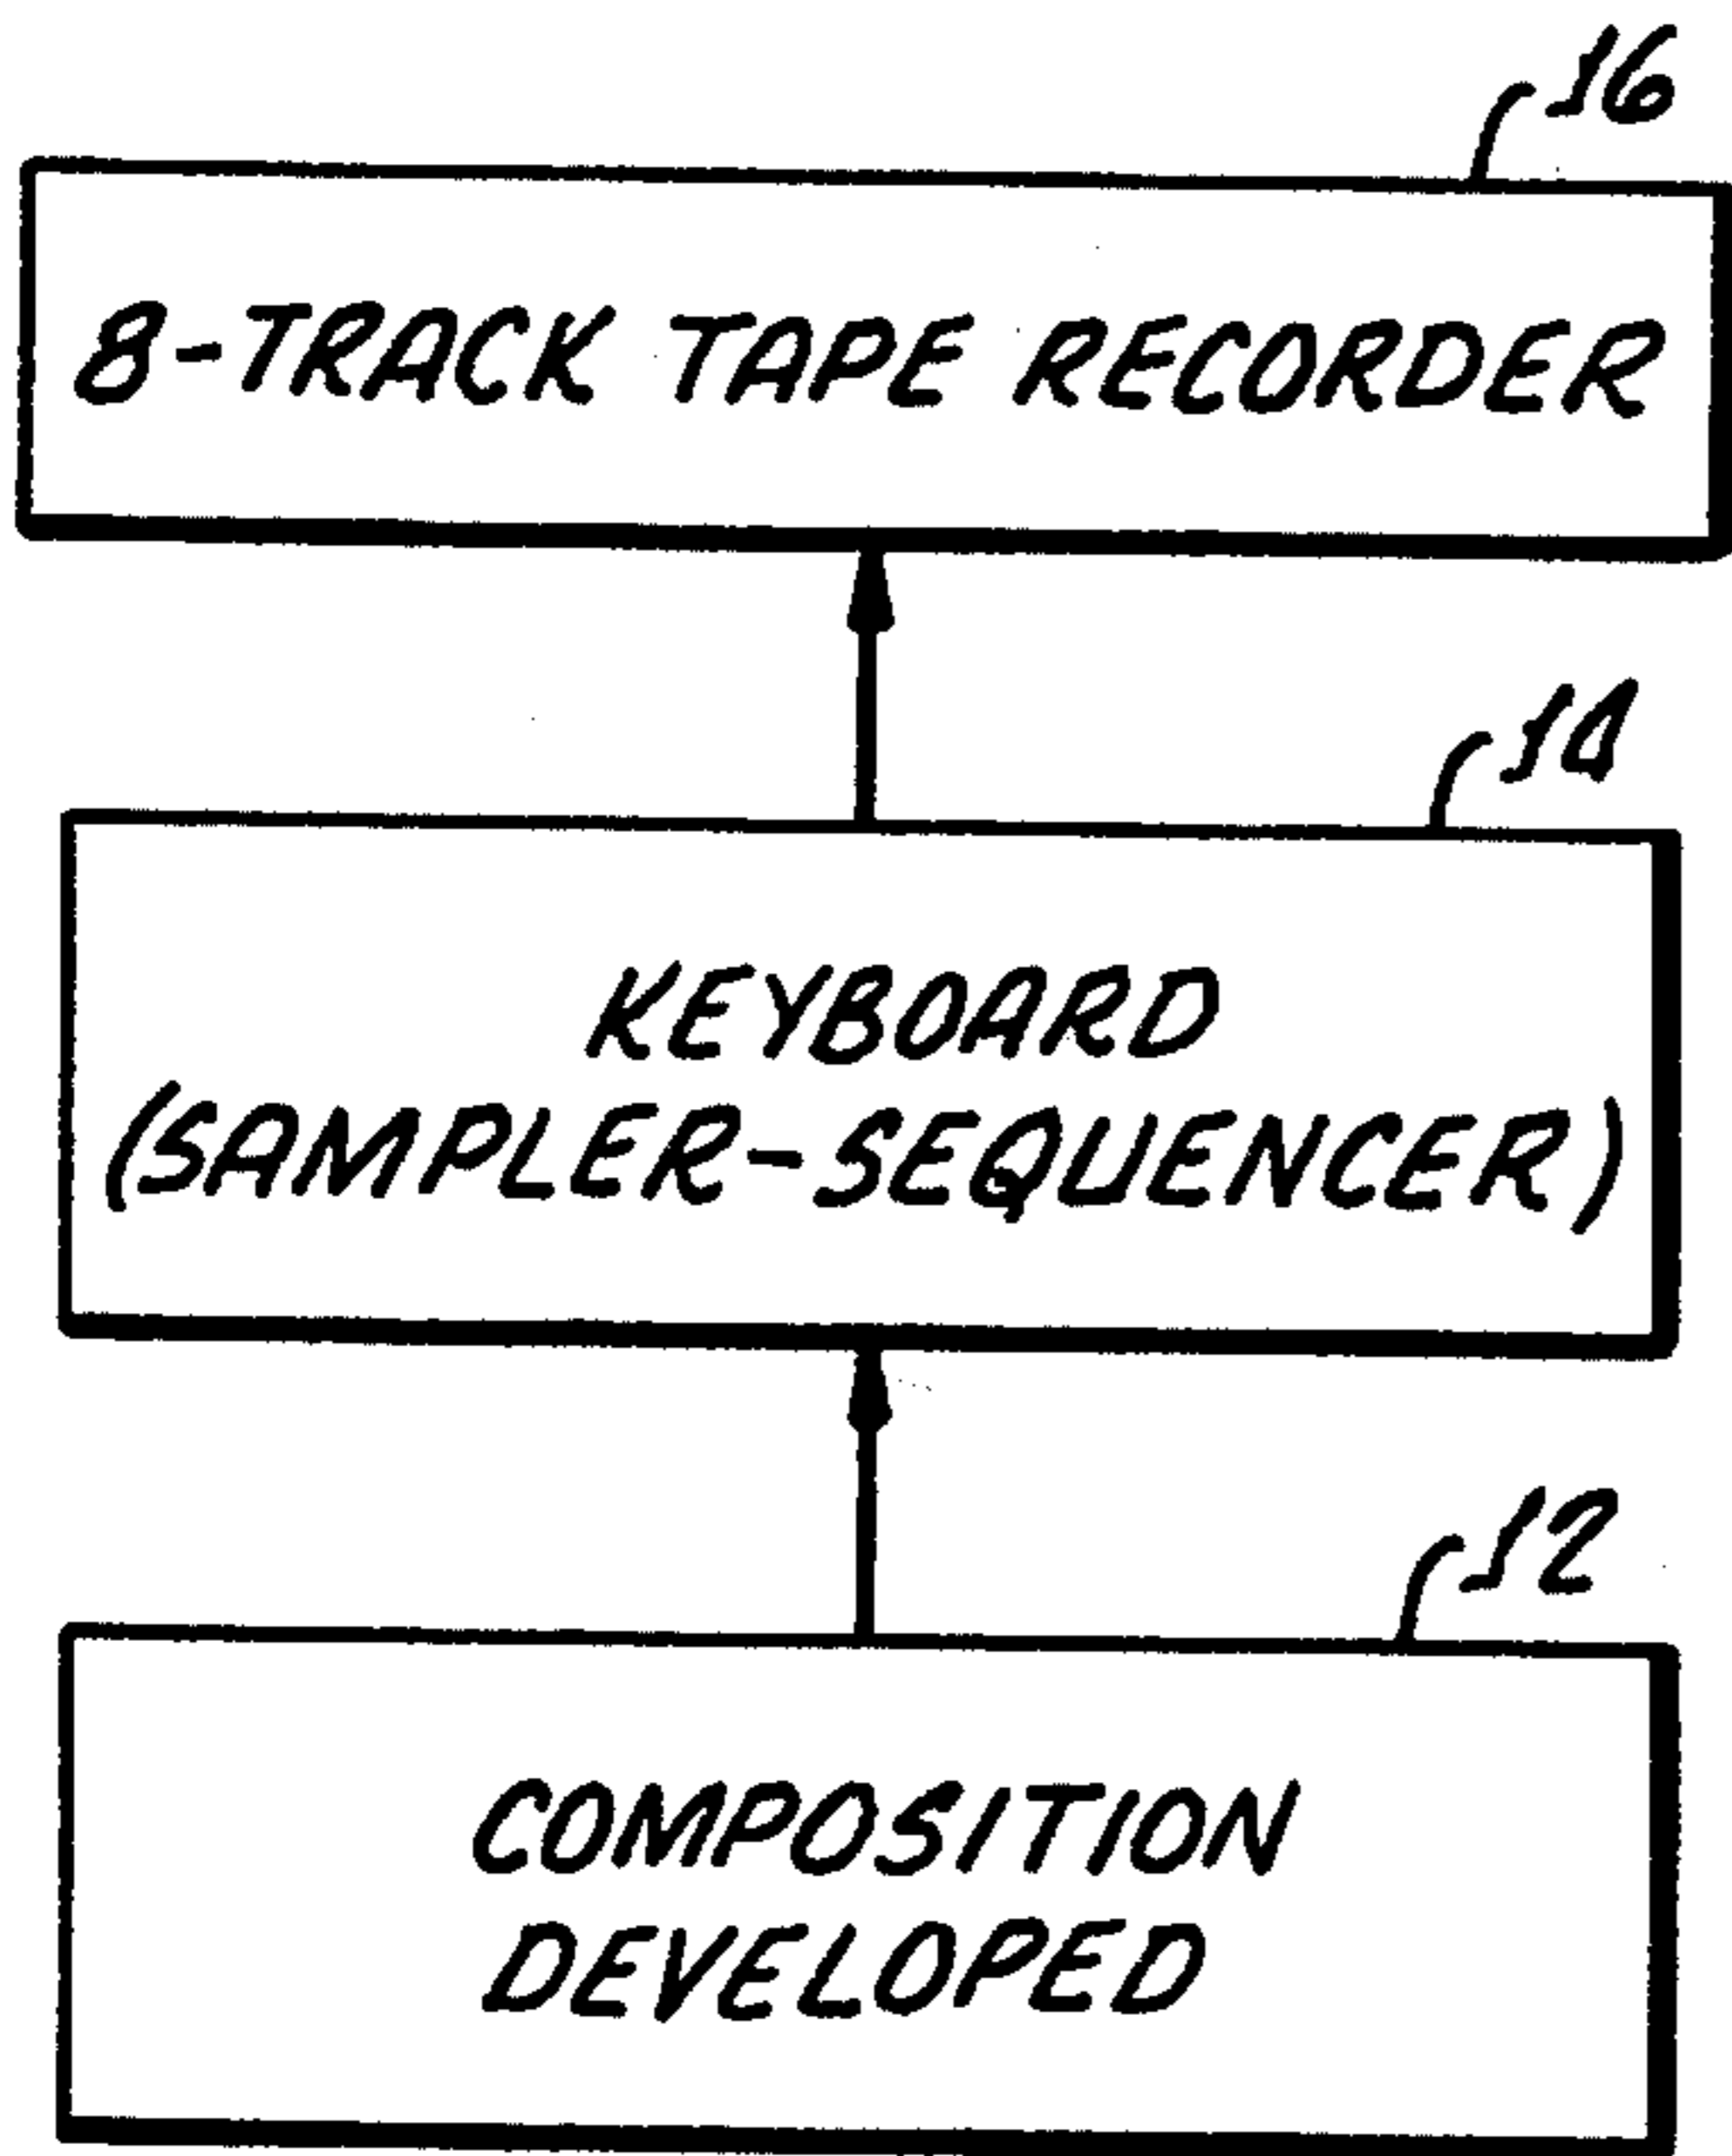 16
8-TRACK TAPE RECORDER
14
KEYBOARD
(SAMPLER-SEQUENCER)
12
COMPOSITION
DEVELOPED